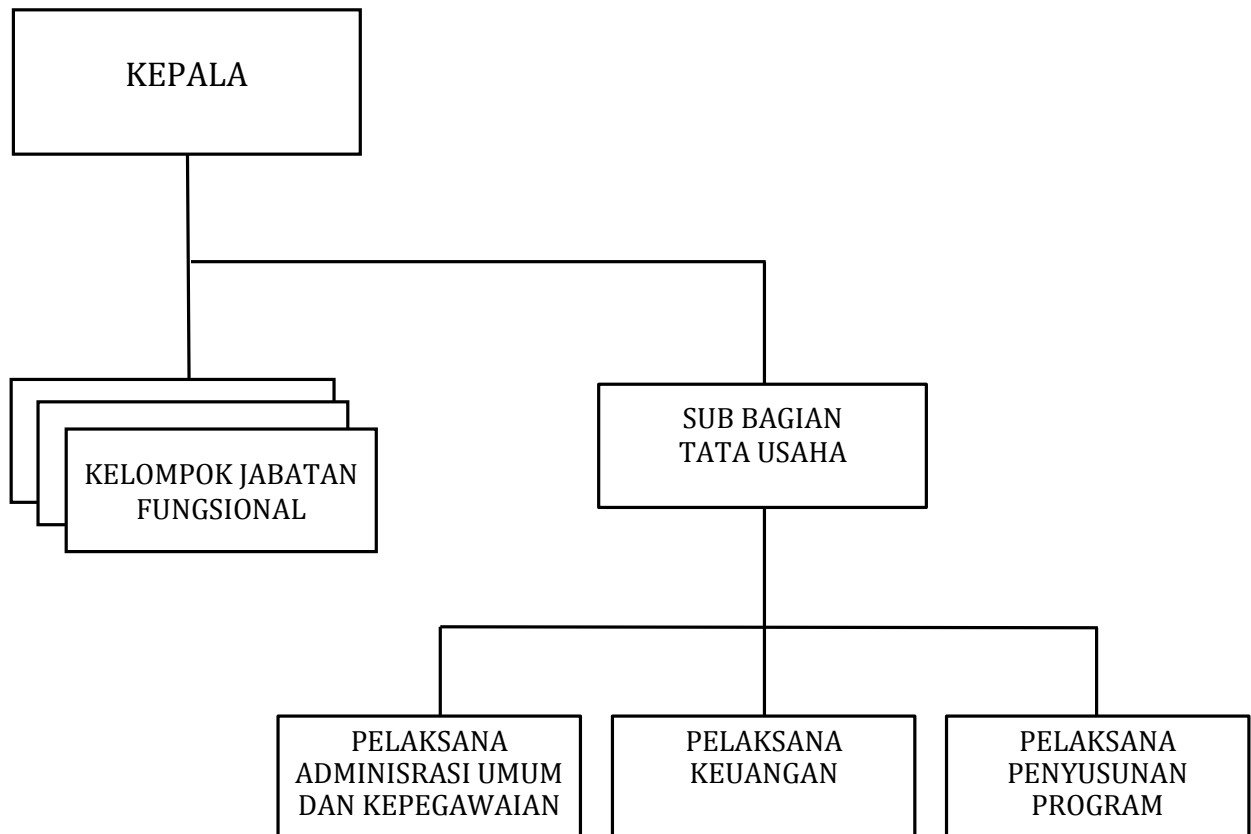 KEPALA
KELOMPOK JABATAN
FUNGSIONAL
SUB BAGIAN
TATA USAHA
PELAKSANA
ADMINISRASI UMUM
DAN KEPEGAWAIAN
PELAKSANA
KEUANGAN
PELAKSANA
PENYUSUNAN
PROGRAM